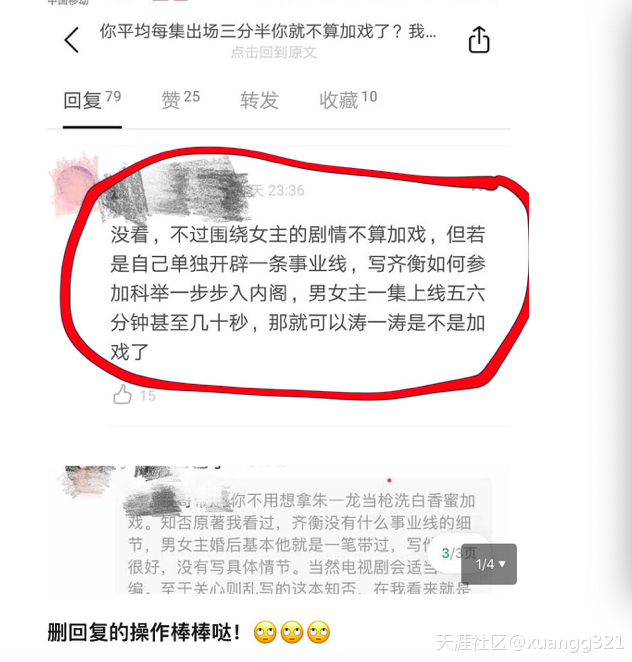 中国移动
你平均每集出场三分半你就不算加戏了？我...
点击回到原文
回复 79 赞 25 转发 收藏 10
天 23:36
没看，不过围绕女主的剧情不算加戏，但若
是自己单独开辟一条事业线，写齐衡如何参
加科举一步步入内阁，男女主一集上线五六
分钟甚至几十秒，那就可以涛一涛是不是加
戏了
15
你不用想拿朱一龙当枪洗白香蜜加
戏。知否原著我看过，齐衡没有什么事业线的细
节，男女主婚后基本他就是一笔带过，写
很好，没有写具体情节。当然电视剧会适当
编。至于关心则乱写的这本知否，在我看来就是
3/3页
1/4 ▼
删回复的操作棒棒哒！🙄🙄🙄
天涯社区@xuangg321